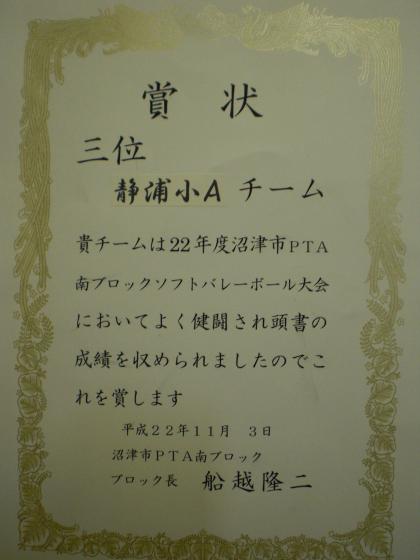 賞 状
三位
静浦小A チーム
貴チームは22年度沼津市PTA
南ブロックソフトバレーボール大会
においてよく健闘され頭書の
成績を収められましたのでこ
れを賞します
平成22年11月 3日
沼津市PTA南ブロック
ブロック長 船越隆二